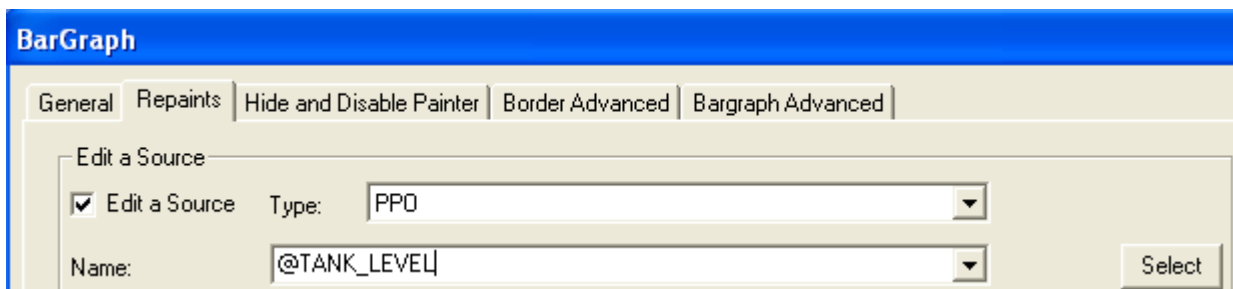 BarGraph
General Repaints Hide and Disable Painter Border Advanced Bargraph Advanced
Edit a Source
Edit a Source Type: PPO
Name: @TANK_LEVEL Select